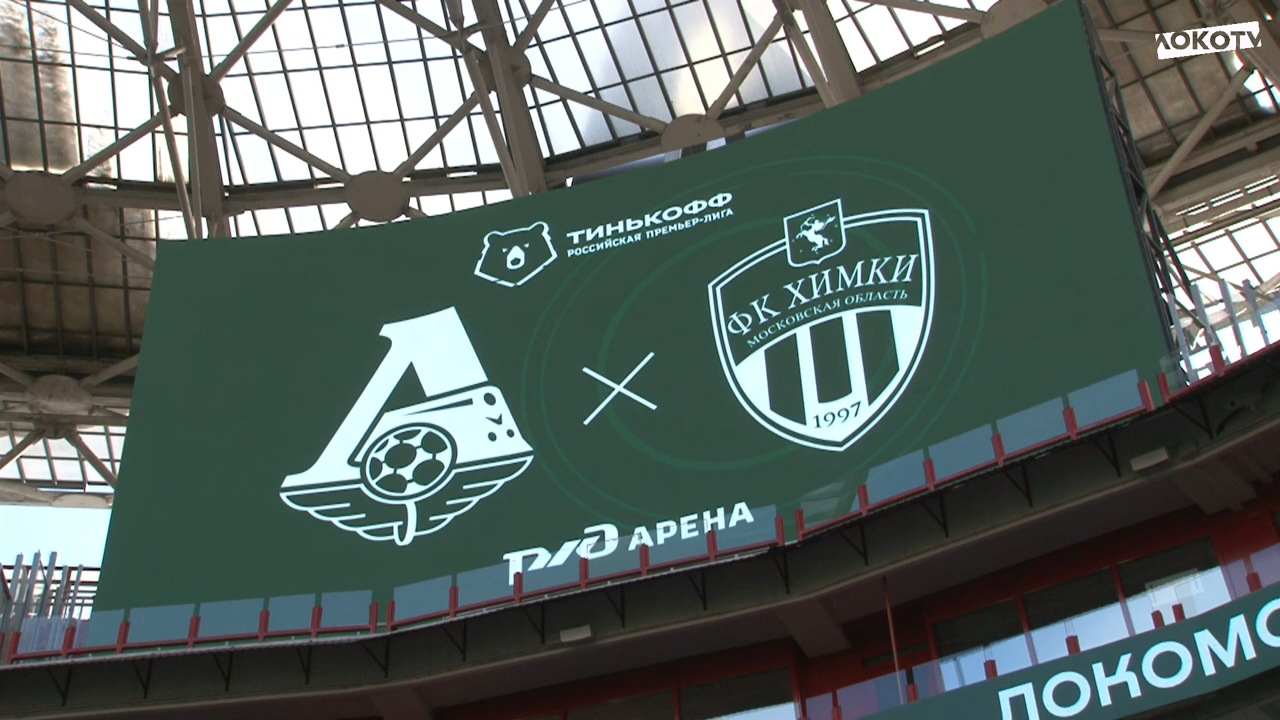 ЛОКОTV
ТИНЬКОФФ
РОССИЙСКАЯ ПРЕМЬЕР-ЛИГА
ФК ХИМКИ
МОСКОВСКАЯ ОБЛАСТЬ
1997
РЖД АРЕНА
ЛОКОМО